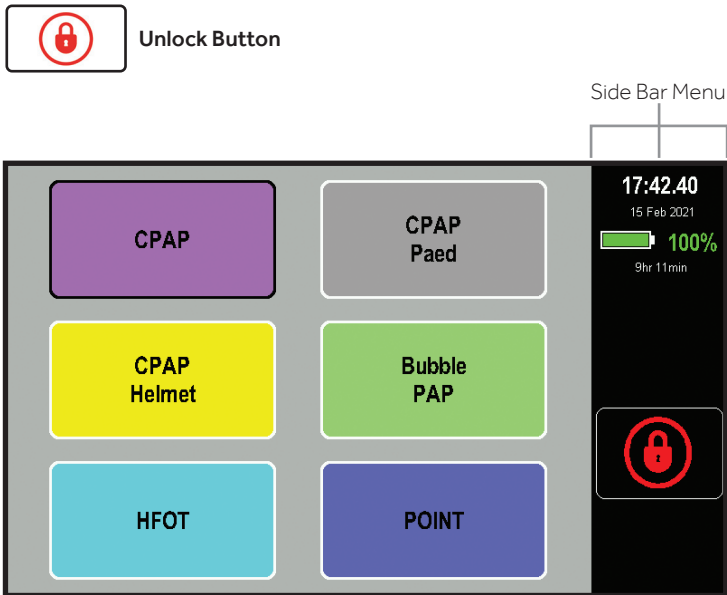 Unlock Button
Side Bar Menu
17:42.40
15 Feb 2021
100%
9hr 11min
CPAP
CPAP
Paed
CPAP
Helmet
Bubble
PAP
HFOT
POINT